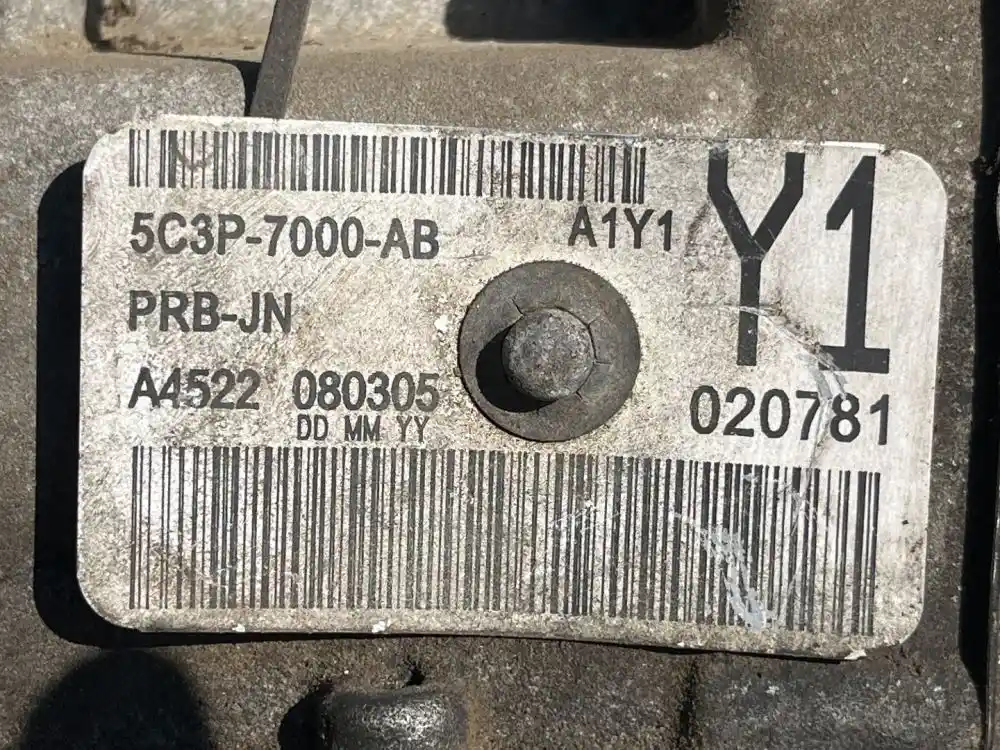 5C3P-7000-AB A1Y1 Y1
PRB-JN
A4522 080305 020781
DD MM YY